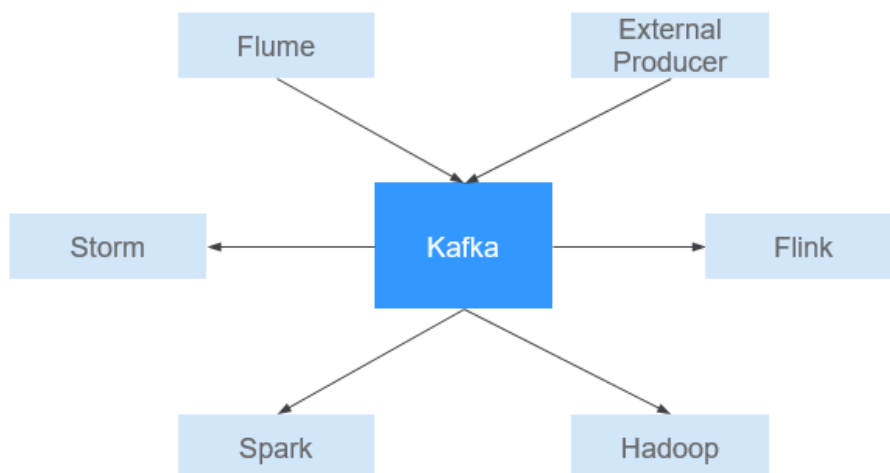 Flume
External
Producer
Storm
Kafka
Flink
Spark
Hadoop